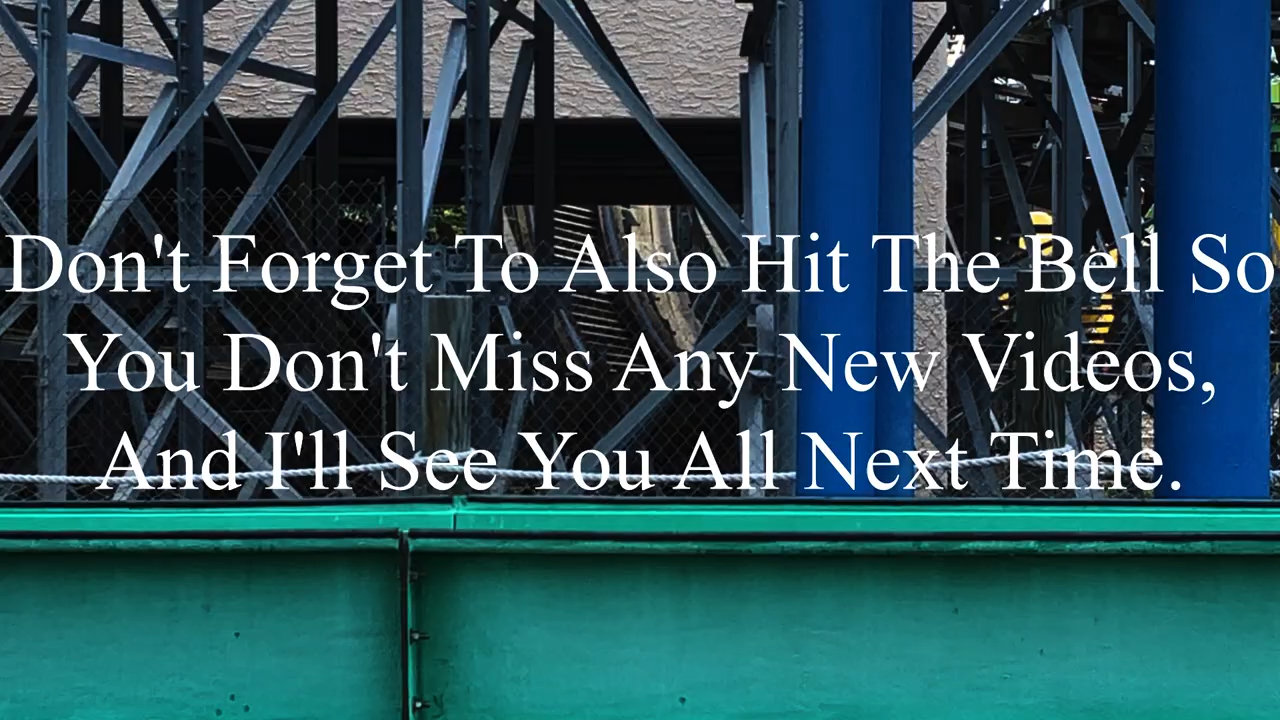 Don't Forget To Also Hit The Bell So
You Don't Miss Any New Videos,
And I'll See You All Next Time.